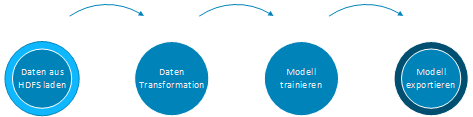 Daten aus
HDFS laden
Daten
Transformation
Modell
trainieren
Modell
exportieren